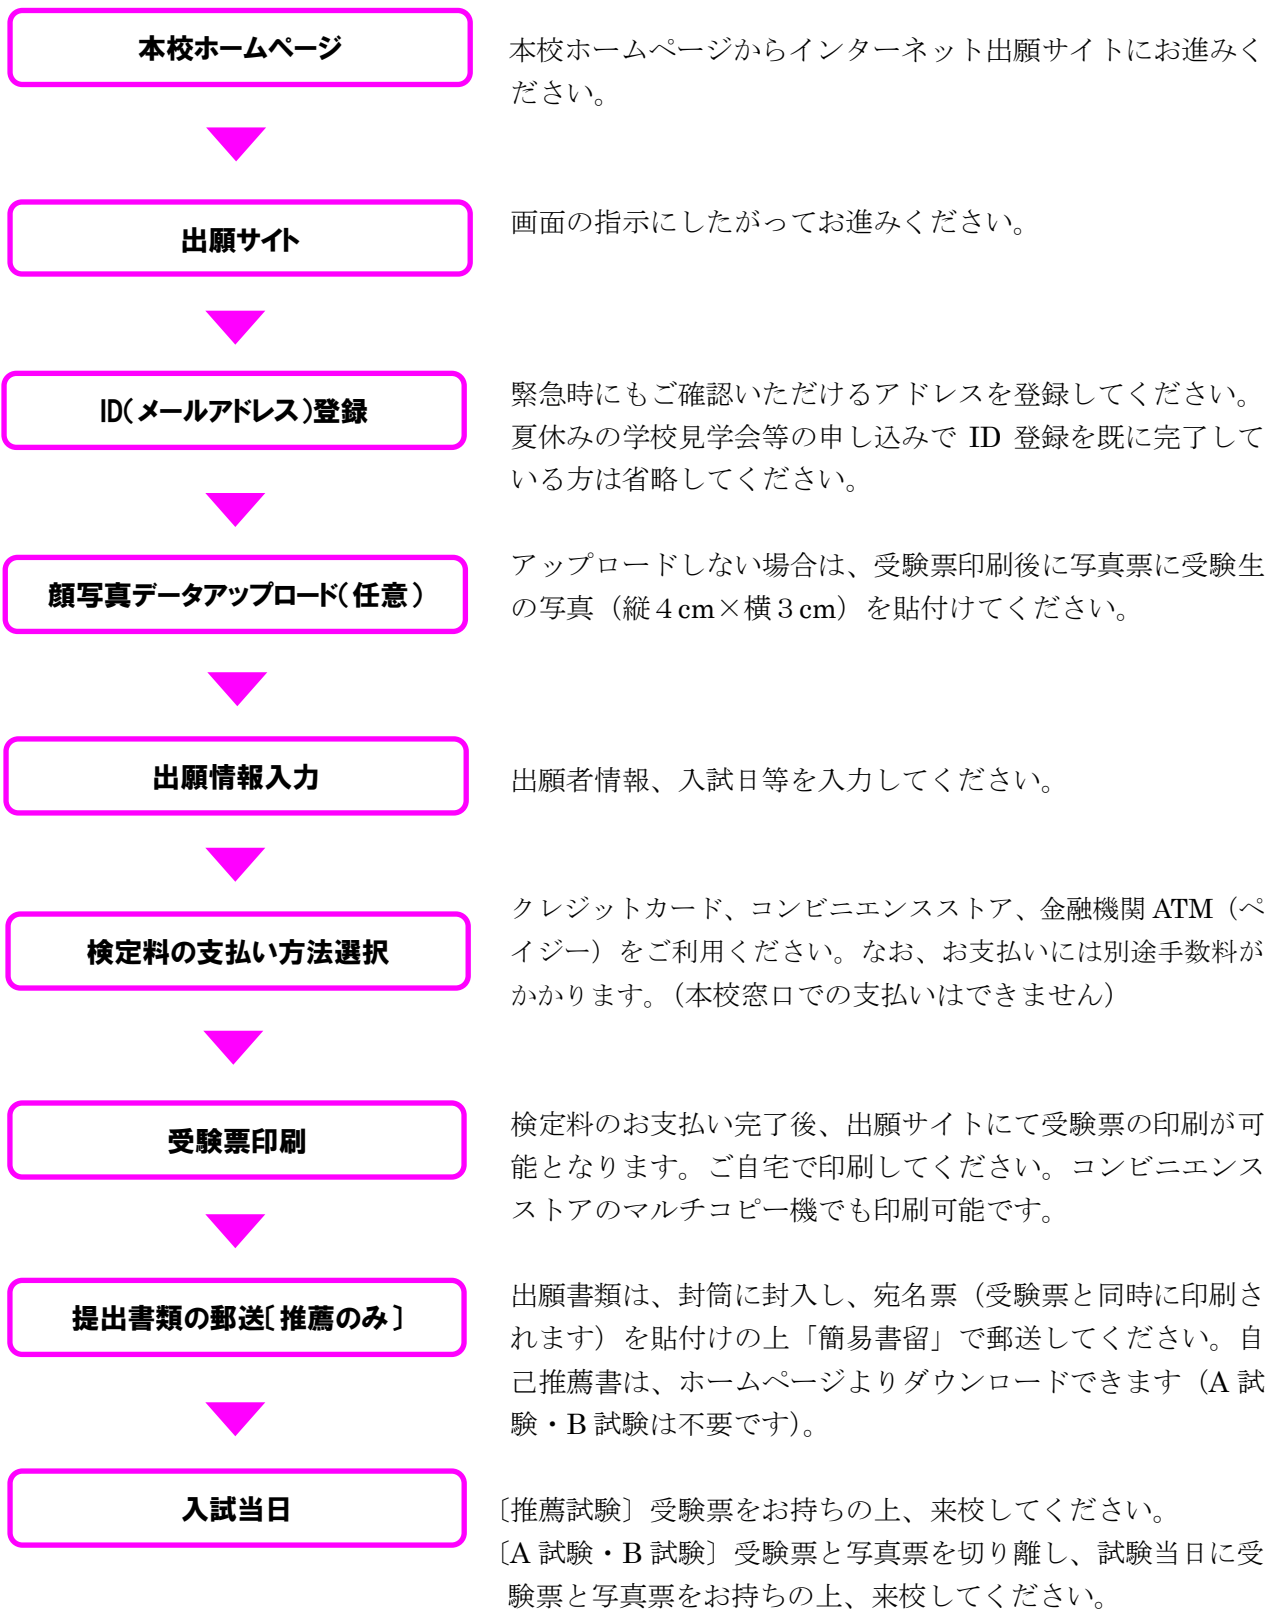 本校ホームページ
本校ホームページからインターネット出願サイトにお進みく
ださい。
出願サイト
画面の指示にしたがってお進みください。
ID(メールアドレス)登録
緊急時にもご確認いただけるアドレスを登録してください。
夏休みの学校見学会等の申し込みで ID 登録を既に完了して
いる方は省略してください。
顔写真データアップロード(任意)
アップロードしない場合は、受験票印刷後に写真票に受験生
の写真（縦４cm×横３cm）を貼付けてください。
出願情報入力
出願者情報、入試日等を入力してください。
検定料の支払い方法選択
クレジットカード、コンビニエンスストア、金融機関 ATM（ペ
イジー）をご利用ください。なお、お支払いには別途手数料が
かかります。（本校窓口での支払いはできません）
受験票印刷
検定料のお支払い完了後、出願サイトにて受験票の印刷が可
能となります。ご自宅で印刷してください。コンビニエンス
ストアのマルチコピー機でも印刷可能です。
提出書類の郵送〔推薦のみ〕
出願書類は、封筒に封入し、宛名票（受験票と同時に印刷さ
れます）を貼付けの上「簡易書留」で郵送してください。自
己推薦書は、ホームページよりダウンロードできます（A 試
験・B 試験は不要です）。
入試当日
〔推薦試験〕受験票をお持ちの上、来校してください。
〔A 試験・B 試験〕受験票と写真票を切り離し、試験当日に受
験票と写真票をお持ちの上、来校してください。